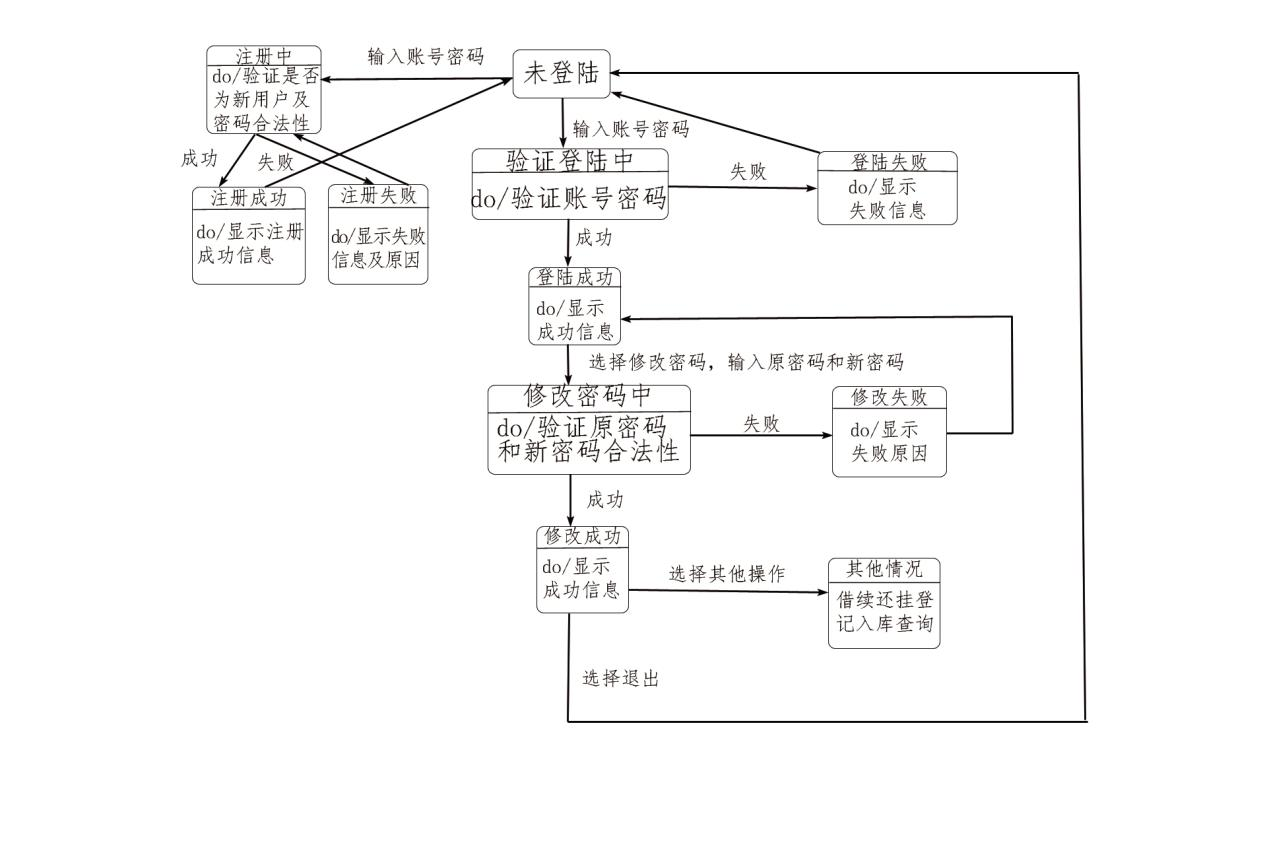 注册中
do/验证是否
为新用户及
密码合法性
输入账号密码
未登陆
输入账号密码
成功
失败
注册成功
do/显示注册
成功信息
注册失败
do/显示失败
信息及原因
验证登陆中
do/验证账号密码
失败
登陆失败
do/显示
失败信息
成功
登陆成功
do/显示
成功信息
选择修改密码，输入原密码和新密码
修改密码中
do/验证原密码
和新密码合法性
失败
修改失败
do/显示
失败原因
成功
修改成功
do/显示
成功信息
选择其他操作
其他情况
借续还挂登
记入库查询
选择退出